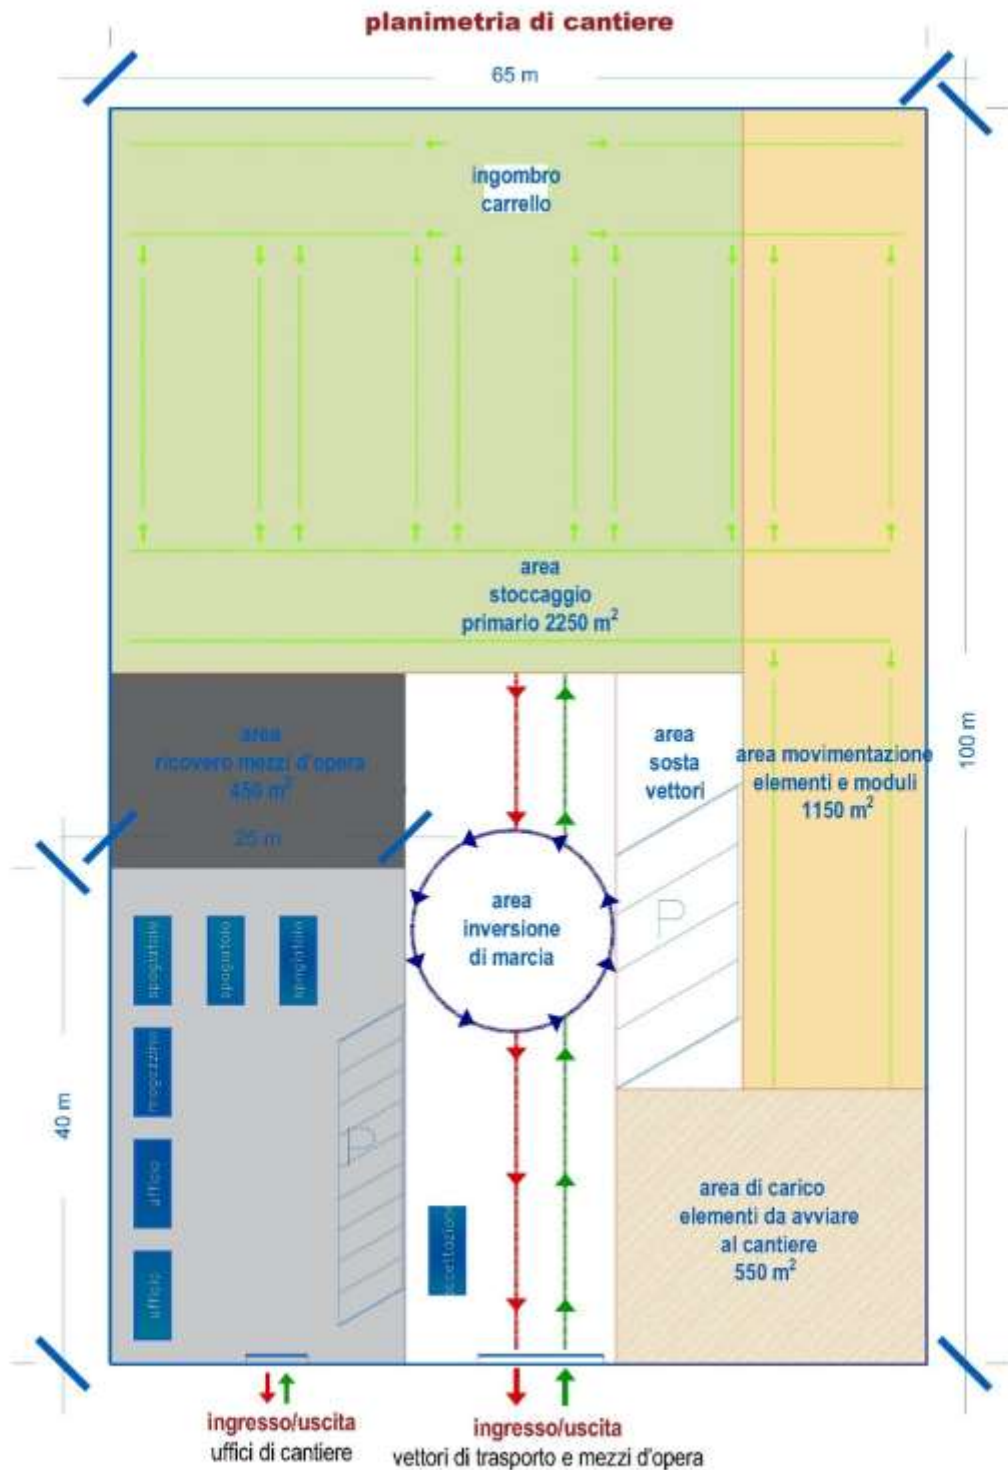 planimetria di cantiere
65 m
ingombro
carrello
area
stoccaggio
primario 2250 m²
area
ricovero mezzi d'opera
450 m²
25 m
area
sosta
vettori
area movimentazione
elementi e moduli
1150 m²
100 m
area
inversione
di marcia
P
spogliatoio
spogliatoio
spogliatoio
magazzino
ufficio
ufficio
P
40 m
accettazione
area di carico
elementi da avviare
al cantiere
550 m²
ingresso/uscita
uffici di cantiere
ingresso/uscita
vettori di trasporto e mezzi d'opera